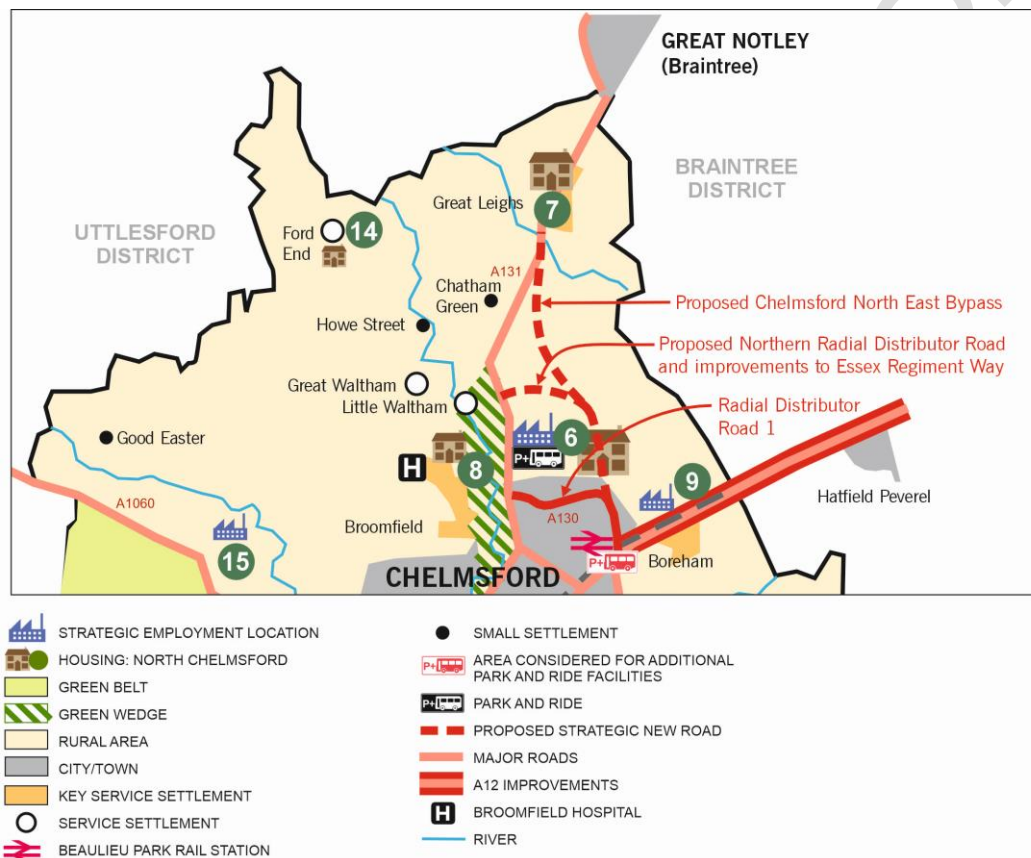 GREAT NOTLEY
(Braintree)
BRAINTREE
DISTRICT
UTTLESFORD
DISTRICT
Great Leighs
7
Ford
End
14
A131
Chatham
Green
Howe Street
Proposed Chelmsford North East Bypass
Proposed Northern Radial Distributor Road
and improvements to Essex Regiment Way
Great Waltham
Little Waltham
Radial Distributor
Road 1
Good Easter
6
P+
H
8
9
Hatfield Peverel
A1060
Broomfield
A130
15
P+
Boreham
CHELMSFORD
STRATEGIC EMPLOYMENT LOCATION
HOUSING: NORTH CHELMSFORD
GREEN BELT
GREEN WEDGE
RURAL AREA
CITY/TOWN
KEY SERVICE SETTLEMENT
SERVICE SETTLEMENT
BEAULIEU PARK RAIL STATION
SMALL SETTLEMENT
P+
AREA CONSIDERED FOR ADDITIONAL
PARK AND RIDE FACILITIES
P+
PARK AND RIDE
PROPOSED STRATEGIC NEW ROAD
MAJOR ROADS
A12 IMPROVEMENTS
H
BROOMFIELD HOSPITAL
RIVER